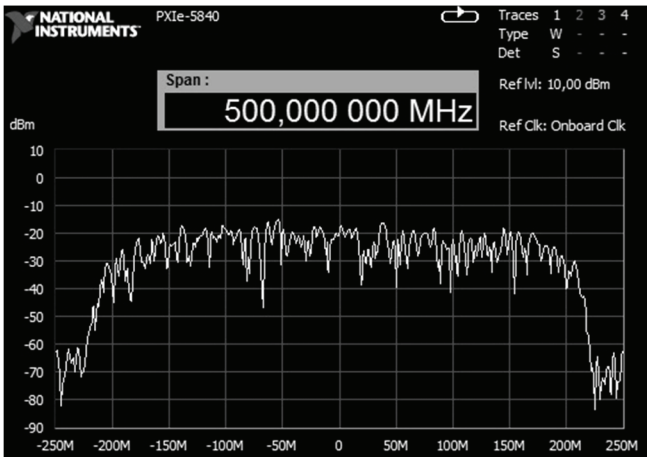 NATIONAL
INSTRUMENTS™
PXIe-5840
Traces 1 2 3 4
Type W - - -
Det S - - -
Span :
500,000 000 MHz
Ref lvl: 10,00 dBm
Ref Clk: Onboard Clk
dBm
10
0
-10
-20
-30
-40
-50
-60
-70
-80
-90
-250M -200M -150M -100M -50M 0 50M 100M 150M 200M 250M